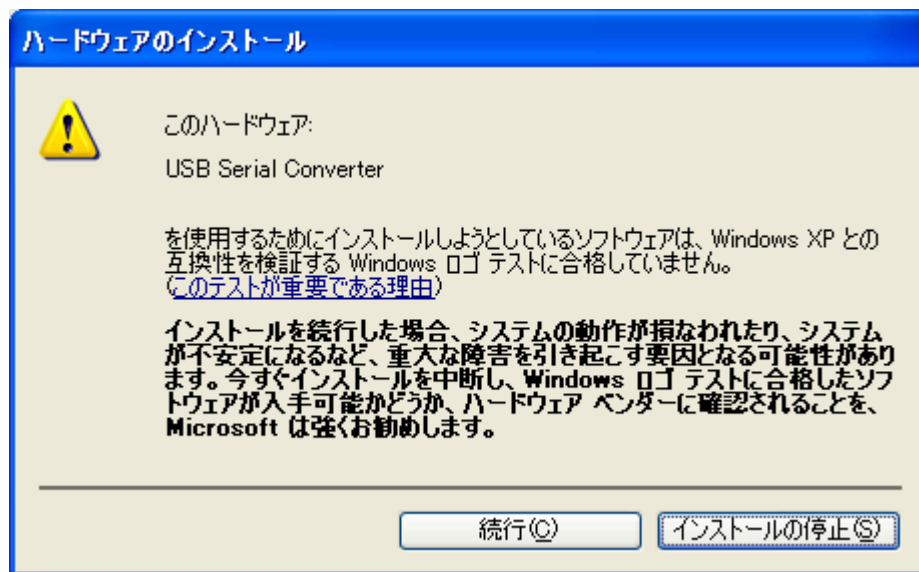 ハードウェアのインストール
このハードウェア:
USB Serial Converter
を使用するためにインストールしようとしているソフトウェアは、Windows XP との
互換性を検証する Windows ロゴ テストに合格していません。
(このテストが重要である理由)
インストールを続行した場合、システムの動作が損なわれたり、システム
が不安定になるなど、重大な障害を引き起こす要因となる可能性があり
ます。今すぐインストールを中断し、Windows ロゴ テストに合格したソフ
トウェアが入手可能かどうか、ハードウェア ベンダーに確認されることを、
Microsoft は強くお勧めします。
続行(C)
インストールの停止(S)